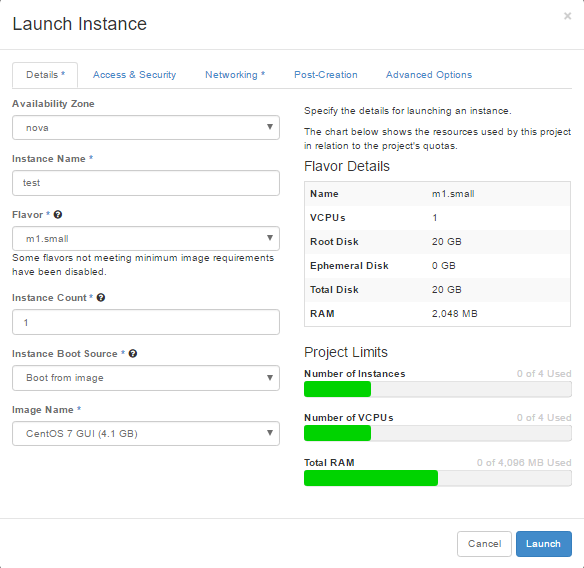 Launch Instance
×
Details *
Access & Security
Networking *
Post-Creation
Advanced Options
Availability Zone
nova
Instance Name *
test
Flavor *
m1.small
Some flavors not meeting minimum image requirements
have been disabled.
Instance Count *
1
Instance Boot Source *
Boot from image
Image Name *
CentOS 7 GUI (4.1 GB)
Specify the details for launching an instance.
The chart below shows the resources used by this project
in relation to the project's quotas.
Flavor Details
Name m1.small
VCPUs 1
Root Disk 20 GB
Ephemeral Disk 0 GB
Total Disk 20 GB
RAM 2,048 MB
Project Limits
Number of Instances 0 of 4 Used
Number of VCPUs 0 of 4 Used
Total RAM 0 of 4,096 MB Used
Cancel
Launch